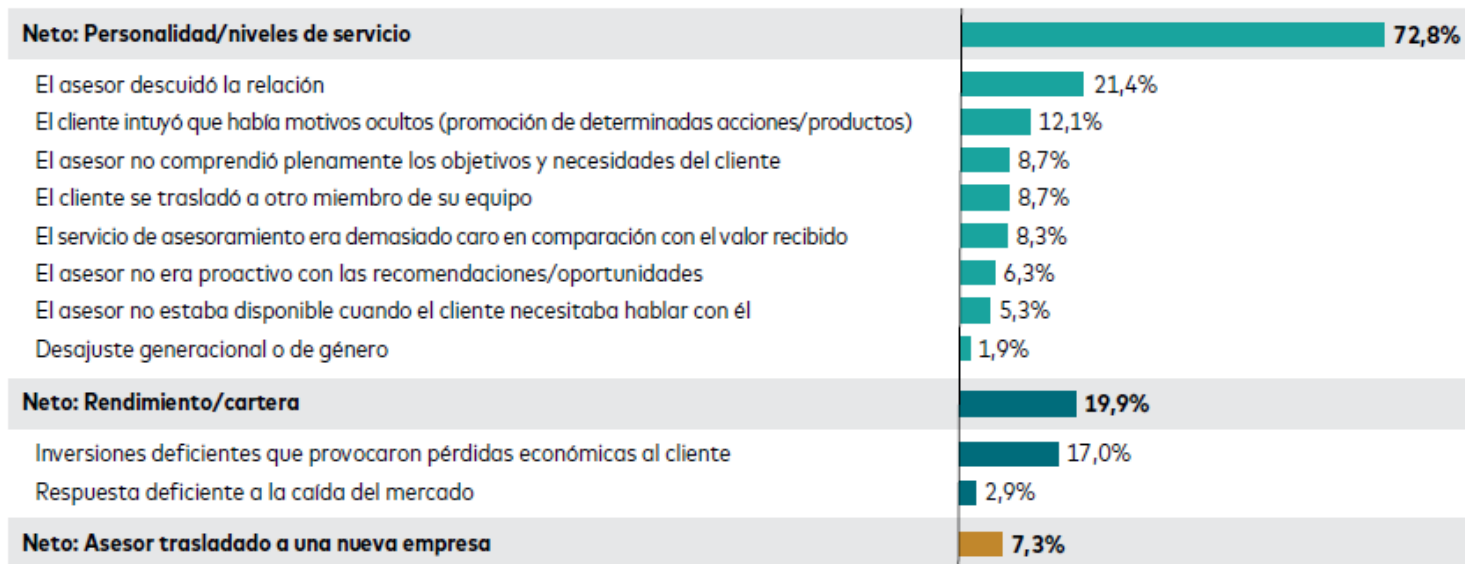 Neto: Personalidad/niveles de servicio 72,8%
El asesor descuidó la relación 21,4%
El cliente intuyó que había motivos ocultos (promoción de determinadas acciones/productos) 12,1%
El asesor no comprendió plenamente los objetivos y necesidades del cliente 8,7%
El cliente se trasladó a otro miembro de su equipo 8,7%
El servicio de asesoramiento era demasiado caro en comparación con el valor recibido 8,3%
El asesor no era proactivo con las recomendaciones/oportunidades 6,3%
El asesor no estaba disponible cuando el cliente necesitaba hablar con él 5,3%
Desajuste generacional o de género 1,9%
Neto: Rendimiento/cartera 19,9%
Inversiones deficientes que provocaron pérdidas económicas al cliente 17,0%
Respuesta deficiente a la caída del mercado 2,9%
Neto: Asesor trasladado a una nueva empresa 7,3%